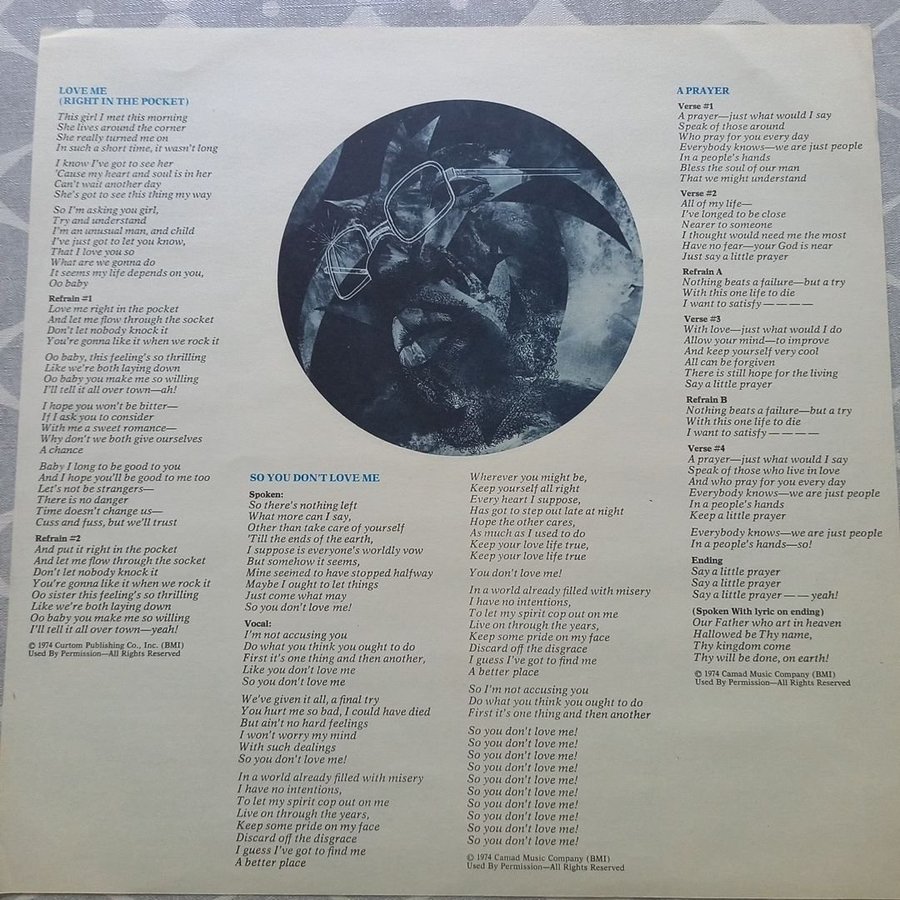 LOVE ME
(RIGHT IN THE POCKET)
This girl I met this morning
She lives around the corner
She really turned me on
In such a short time, it wasn't long
I know I've got to see her
'Cause my heart and soul is in her
Can't wait another day
She's got to see this thing my way
So I'm asking you girl,
Try and understand
I'm an unusual man, and child
I've just got to let you know,
That I love you so
What are we gonna do
It seems my life depends on you,
Oo baby
Refrain #1
Love me right in the pocket
And let me flow through the socket
Don't let nobody knock it
You're gonna like it when we rock it
Oo baby, this feeling's so thrilling
Like we're both laying down
Oo baby you make me so willing
I'll tell it all over town—ah!
I hope you won't be bitter—
If I ask you to consider
With me a sweet romance—
Why don't we both give ourselves
A chance
Baby I long to be good to you
And I hope you'll be good to me too
Let's not be strangers—
There is no danger
Time doesn't change us—
Cuss and fuss, but we'll trust
Refrain #2
And put it right in the pocket
And let me flow through the socket
Don't let nobody knock it
You're gonna like it when we rock it
Oo sister this feeling's so thrilling
Like we're both laying down
Oo baby you make me so willing
I'll tell it all over town—yeah!
© 1974 Curtom Publishing Co., Inc. (BMI)
Used By Permission—All Rights Reserved
SO YOU DON'T LOVE ME
Spoken:
So there's nothing left
What more can I say,
Other than take care of yourself
'Till the ends of the earth,
I suppose is everyone's worldly vow
But somehow it seems,
Mine seemed to have stopped halfway
Maybe I ought to let things
Just come what may
So you don't love me!
Vocal:
I'm not accusing you
Do what you think you ought to do
First it's one thing and then another,
Like you don't love me
So you don't love me
We've given it all, a final try
You hurt me so bad, I could have died
But ain't no hard feelings
I won't worry my mind
With such dealings
So you don't love me!
In a world already filled with misery
I have no intentions,
To let my spirit cop out on me
Live on through the years,
Keep some pride on my face
Discard off the disgrace
I guess I've got to find me
A better place
Wherever you might be,
Keep yourself all right
Every heart I suppose,
Has got to step out late at night
Hope the other cares,
As much as I used to do
Keep your love life true,
Keep your love life true
You don't love me!
In a world already filled with misery
I have no intentions,
To let my spirit cop out on me
Live on through the years,
Keep some pride on my face
Discard off the disgrace
I guess I've got to find me
A better place
So I'm not accusing you
Do what you think you ought to do
First it's one thing and then another
So you don't love me!
So you don't love me!
So you don't love me!
So you don't love me!
So you don't love me!
So you don't love me!
So you don't love me!
So you don't love me!
So you don't love me!
So you don't love me!
© 1974 Camad Music Company (BMI)
Used By Permission—All Rights Reserved
A PRAYER
Verse #1
A prayer—just what would I say
Speak of those around
Who pray for you every day
Everybody knows—we are just people
In a people's hands
Bless the soul of our man
That we might understand
Verse #2
All of my life—
I've longed to be close
Nearer to someone
I thought would need me the most
Have no fear—your God is near
Just say a little prayer
Refrain A
Nothing beats a failure—but a try
With this one life to die
I want to satisfy — — — —
Verse #3
With love—just what would I do
Allow your mind—to improve
And keep yourself very cool
All can be forgiven
There is still hope for the living
Say a little prayer
Refrain B
Nothing beats a failure—but a try
With this one life to die
I want to satisfy — — — —
Verse #4
A prayer—just what would I say
Speak of those who live in love
And who pray for you every day
Everybody knows—we are just people
In a people's hands
Keep a little prayer
Everybody knows—we are just people
In a people's hands—so!
Ending
Say a little prayer
Say a little prayer
Say a little prayer — — yeah!
(Spoken With lyric on ending)
Our Father who art in heaven
Hallowed be Thy name,
Thy kingdom come
Thy will be done, on earth!
© 1974 Camad Music Company (BMI)
Used By Permission—All Rights Reserved